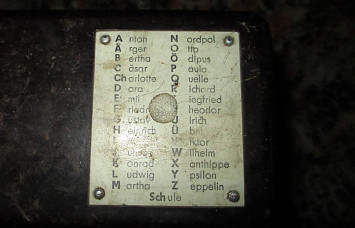 Anton Nordpol
Ärger Otto
Bertha Ödipus
Cäsar Paula
Charlotte Quelle
Dora Richard
Emil Siegfried
Friedrich Theodor
Gustav Ulrich
Heinrich Ü
J
Julius Viktor
Konrad Wilhelm
Ludwig Xanthippe
Martha Ypsilon
Zeppelin
Schule